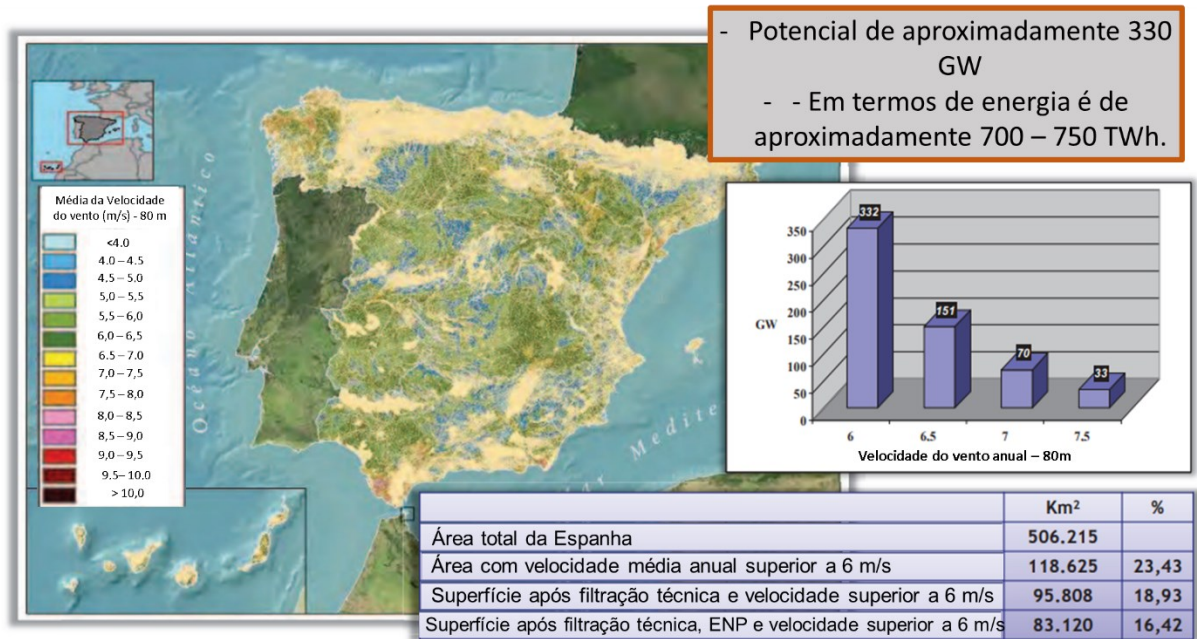 - Potencial de aproximadamente 330
GW
- - Em termos de energia é de
aproximadamente 700 – 750 TWh.
Océano Atlántico
Mediter
Média da Velocidade
do vento (m/s) - 80 m
<4.0
4.0 – 4.5
4.5 – 5.0
5,0 – 5,5
5,5 – 6,0
6,0 – 6,5
6.5 – 7.0
7,0 – 7,5
7,5 – 8,0
8,0 – 8,5
8,5 – 9,0
9,0 – 9,5
9.5 – 10.0
> 10,0
GW
350
300
250
200
150
100
50
0
332
151
70
33
6 6.5 7 7.5
Velocidade do vento anual – 80m
Km² %
Área total da Espanha 506.215
Área com velocidade média anual superior a 6 m/s 118.625 23,43
Superfície após filtração técnica e velocidade superior a 6 m/s 95.808 18,93
Superfície após filtração técnica, ENP e velocidade superior a 6 m/s 83.120 16,42